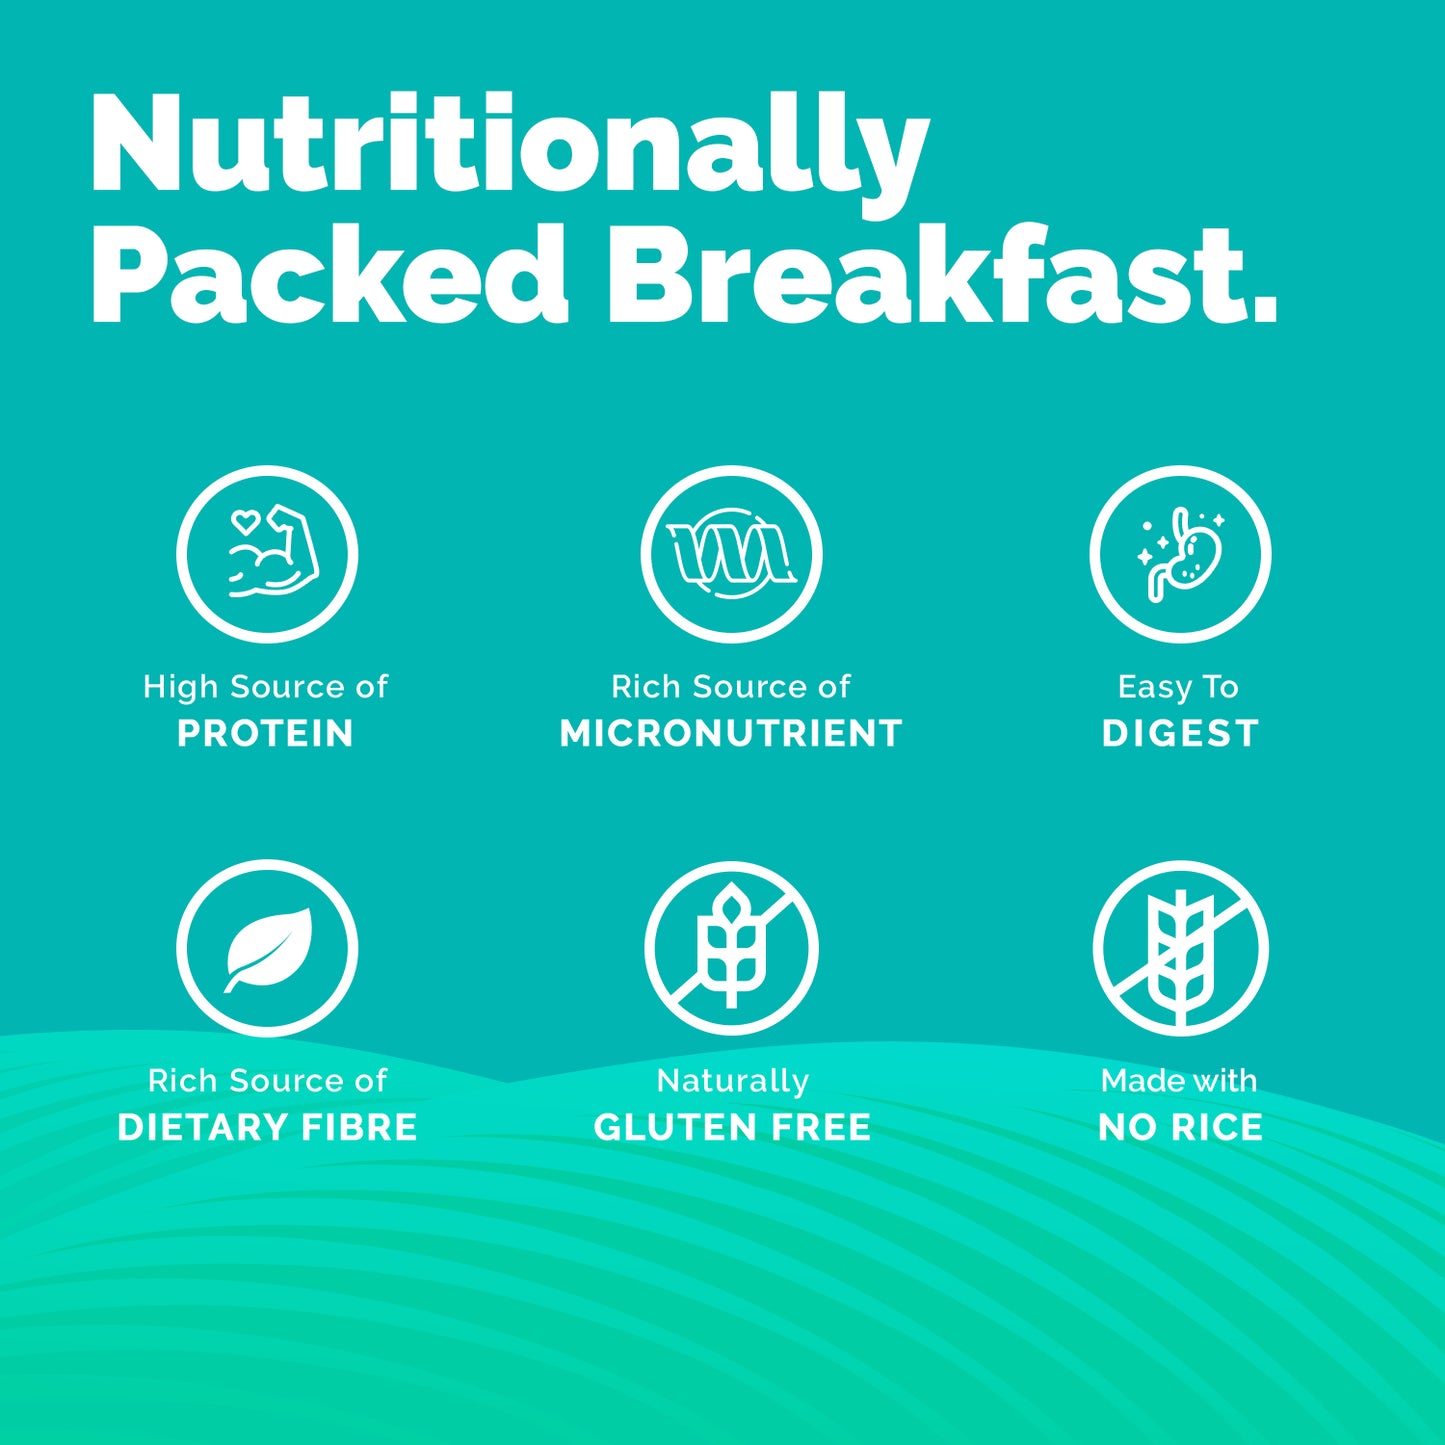 Nutritionally
Packed Breakfast.
High Source of
PROTEIN
Rich Source of
MICRONUTRIENT
Easy To
DIGEST
Rich Source of
DIETARY FIBRE
Naturally
GLUTEN FREE
Made with
NO RICE